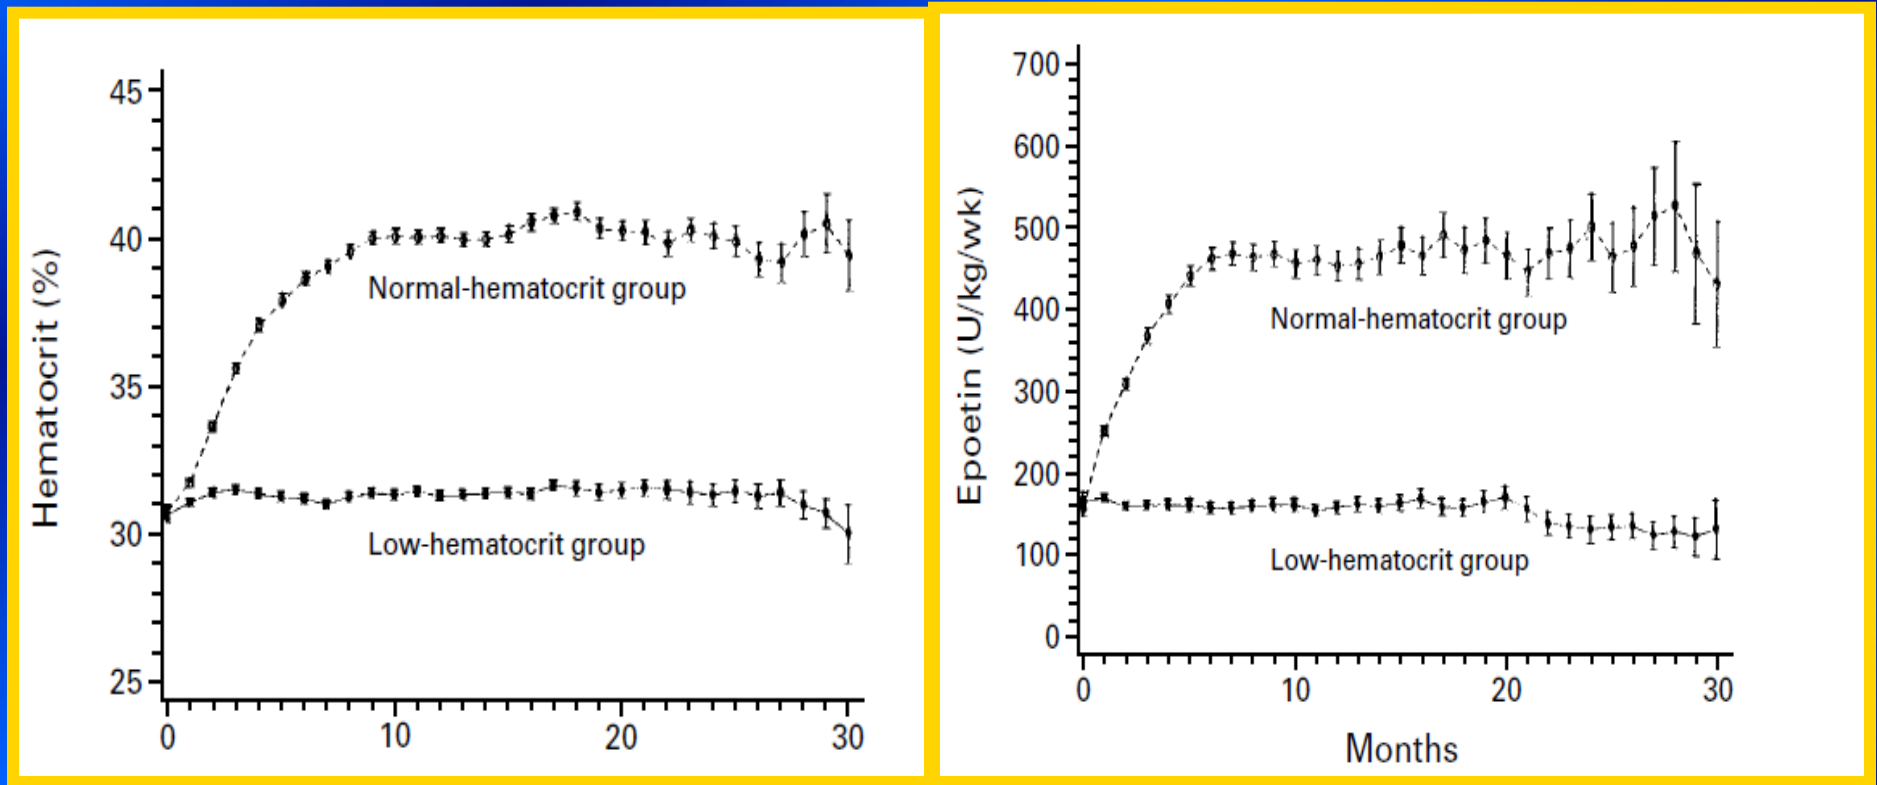 Hematocrit (%)
45
40
35
30
25
Normal-hematocrit group
Low-hematocrit group
0 10 20 30
Epoetin (U/kg/wk)
700
600
500
400
300
200
100
0
Normal-hematocrit group
Low-hematocrit group
0 10 20 30
Months